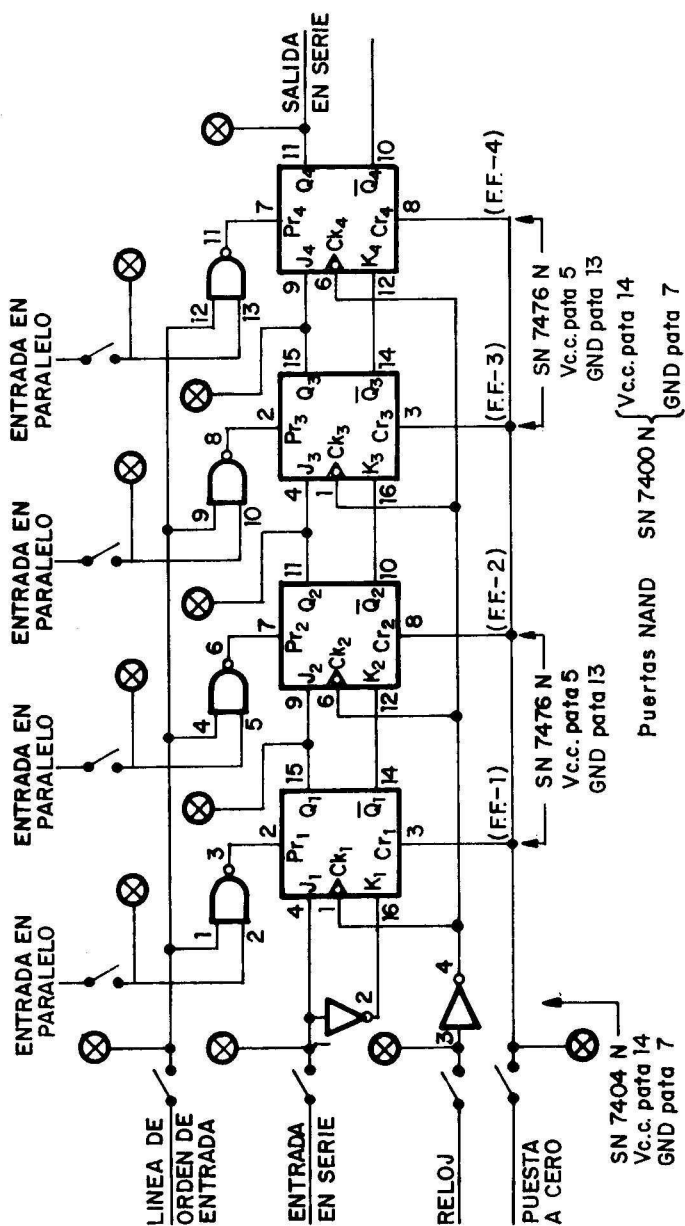 ENTRADA EN
PARALELO
ENTRADA EN
PARALELO
ENTRADA EN
PARALELO
ENTRADA EN
PARALELO
LINEA DE
ORDEN DE
ENTRADA
1
2
3
4
5
6
9
10
8
12
13
11
ENTRADA
EN SERIE
2
4
1
16
2
15
14
3
J1
Pr1
Q1
Ck1
K1
Cr1
Q̅1
9
6
12
7
11
10
8
J2
Pr2
Q2
Ck2
K2
Cr2
Q̅2
4
1
16
2
15
14
3
J3
Pr3
Q3
Ck3
K3
Cr3
Q̅3
9
6
12
7
11
10
8
J4
Pr4
Q4
Ck4
K4
Cr4
Q̅4
SALIDA
EN SERIE
RELOJ
3
4
PUESTA
A CERO
(F.F.-1)
(F.F.-2)
(F.F.-3)
(F.F.-4)
SN 7404 N
Vc.c. pata 14
GND pata 7
SN 7476 N
Vc.c. pata 5
GND pata 13
SN 7476 N
Vc.c. pata 5
GND pata 13
Puertas NAND SN 7400 N
Vc.c. pata 14
GND pata 7